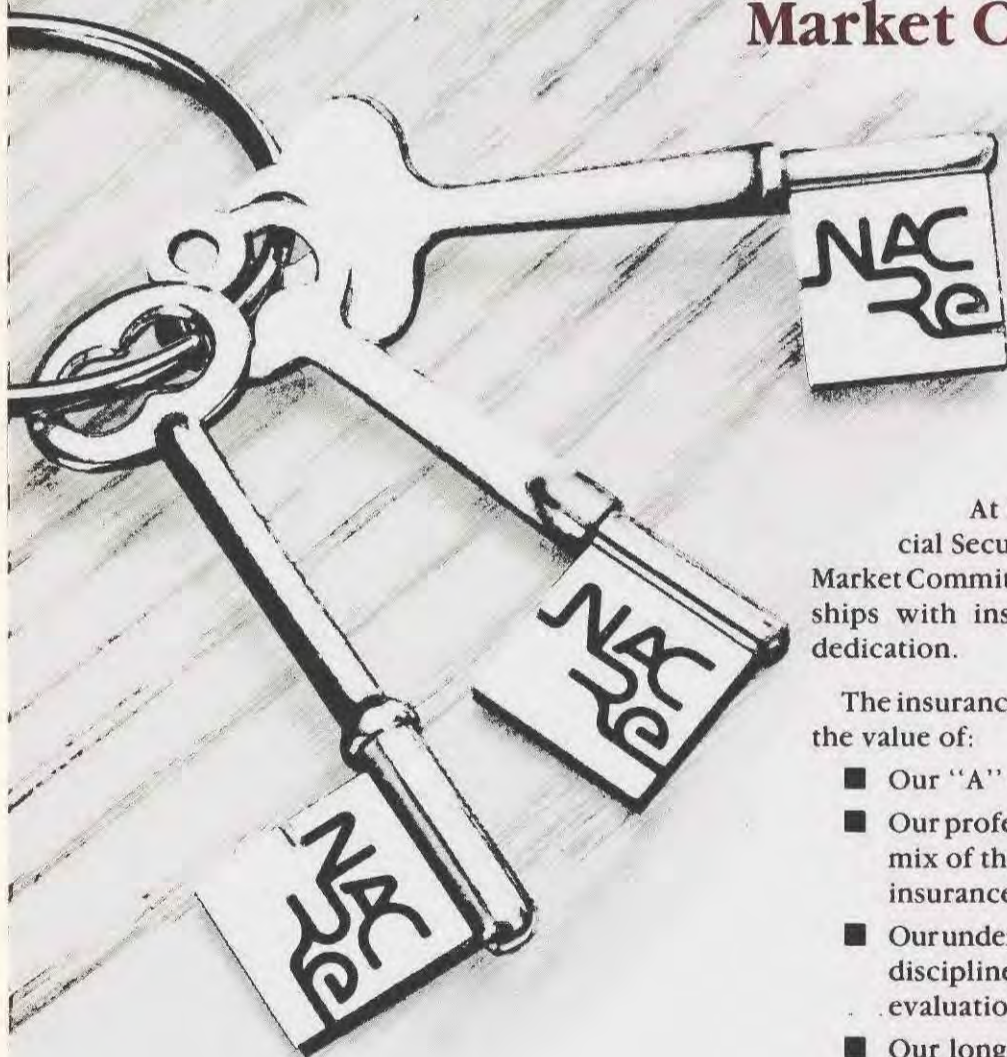 Market C
NAC
Re
NAC
Re
NAC
Re
At
cial Secu
Market Commit
ships with ins
dedication.
The insuranc
the value of:
■ Our "A"
■ Our profe
mix of th
insurance
■ Our unde
discipline
evaluatio
■ Our long